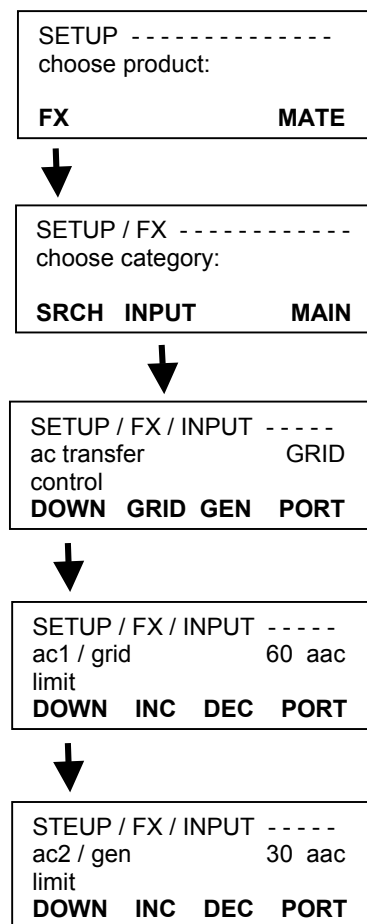 SETUP - - - - - - - - - - - - - -
choose product:
FX MATE
SETUP / FX - - - - - - - - - - - -
choose category:
SRCH INPUT MAIN
SETUP / FX / INPUT - - - - -
ac transfer GRID
control
DOWN GRID GEN PORT
SETUP / FX / INPUT - - - - -
ac1 / grid 60 aac
limit
DOWN INC DEC PORT
STEUP / FX / INPUT - - - - -
ac2 / gen 30 aac
limit
DOWN INC DEC PORT